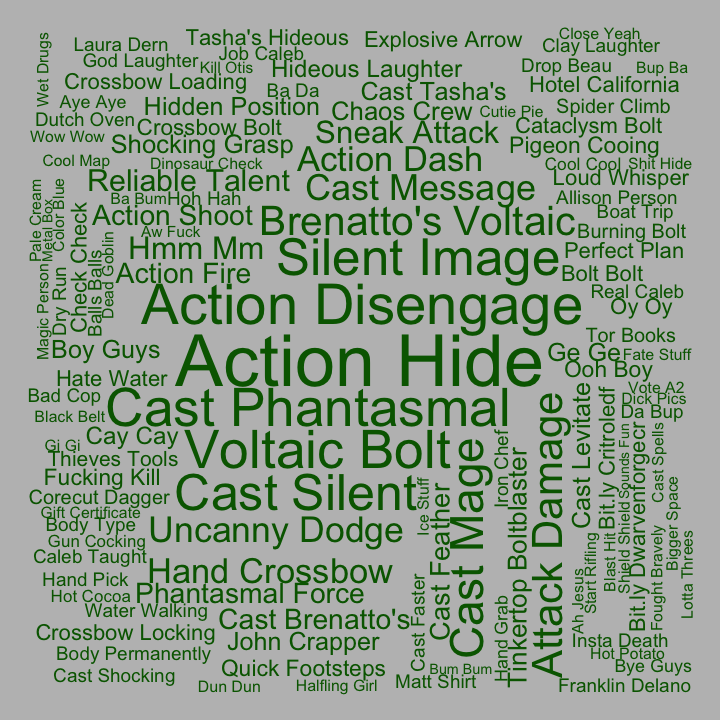 Wet Drugs
Laura Dern
Tasha's Hideous
Explosive Arrow
Close Yeah
Clay Laughter
God Laughter
Job Caleb
Kill Otis
Hideous Laughter
Drop Beau
Bup Ba
Crossbow Loading
Ba Da
Cast Tasha's
Hotel California
Aye Aye
Hidden Position
Chaos Crew
Cutie Pie
Spider Climb
Dutch Oven
Crossbow Bolt
Sneak Attack
Cataclysm Bolt
Wow Wow
Shocking Grasp
Pigeon Cooing
Cool Map
Dinosaur Check
Action Dash
Cool Cool
Shit Hide
Reliable Talent
Cast Message
Loud Whisper
Pale Cream
Metal Box
Color Blue
Ba Bum
Hoh Hah
Allison Person
Check Check
Action Shoot
Brenatto's Voltaic
Boat Trip
Aw Fuck
Burning Bolt
Dead Goblin
Hmm Mm
Silent Image
Perfect Plan
Magic Person
Dry Run
Balls Balls
Action Fire
Bolt Bolt
Action Disengage
Real Caleb
Oy Oy
Tor Books
Boy Guys
Action Hide
Ge Ge
Fate Stuff
Hate Water
Ooh Boy
Bad Cop
Cast Phantasmal
Vote A2
Dick Pics
Black Belt
Da Bup
Cay Cay
Voltaic Bolt
Gi Gi
Thieves Tools
Fucking Kill
Cast Silent
Corecut Dagger
Gift Certificate
Body Type
Uncanny Dodge
Gun Cocking
Caleb Taught
Hand Crossbow
Hand Pick
Phantasmal Force
Hot Cocoa
Water Walking
Cast Brenatto's
Crossbow Locking
John Crapper
Body Permanently
Quick Footsteps
Cast Shocking
Dun Dun
Halfling Girl
Matt Shirt
Bum Bum
Ice Stuff
Cast Faster
Cast Feather
Cast Mage
Iron Chef
Hand Grab
Tinkertop Boltblaster
Attack Damage
Cast Levitate
Ah Jesus
Start Rifling
Bit.ly Critroledf
Blast Hit
Sounds Fun
Shield Shield
Bit.ly Dwarvenforgecr
Cast Spells
Fought Bravely
Bigger Space
Lotta Threes
Insta Death
Hot Potato
Bye Guys
Franklin Delano